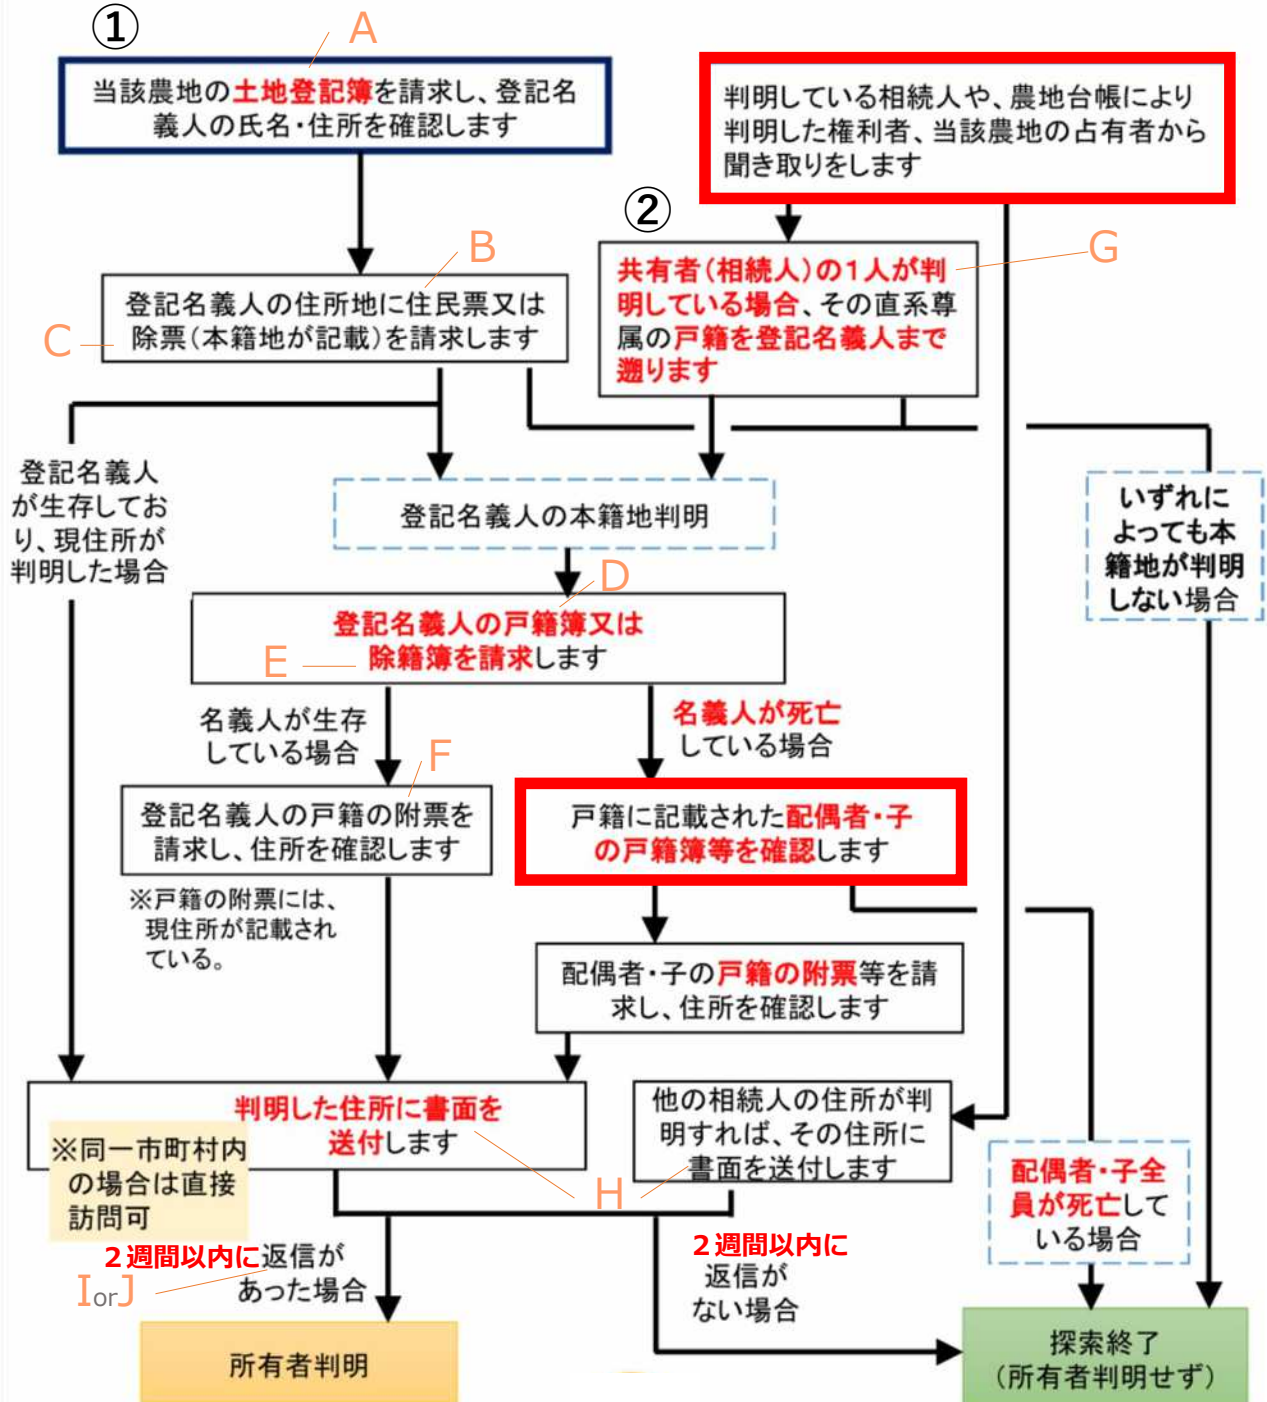 ①
A
当該農地の土地登記簿を請求し、登記名
義人の氏名・住所を確認します
判明している相続人や、農地台帳により
判明した権利者、当該農地の占有者から
聞き取りをします
②
B
G
登記名義人の住所地に住民票又は
除票(本籍地が記載)を請求します
C
共有者(相続人)の1人が判
明している場合、その直系尊
属の戸籍を登記名義人まで
遡ります
登記名義人
が生存してお
り、現住所が
判明した場合
登記名義人の本籍地判明
いずれに
よっても本
籍地が判明
しない場合
D
登記名義人の戸籍簿又は
除籍簿を請求します
E
名義人が生存
している場合
名義人が死亡
している場合
F
登記名義人の戸籍の附票を
請求し、住所を確認します
※戸籍の附票には、
現住所が記載され
ている。
戸籍に記載された配偶者・子
の戸籍簿等を確認します
配偶者・子の戸籍の附票等を請
求し、住所を確認します
判明した住所に書面を
送付します
※同一市町村内
の場合は直接
訪問可
他の相続人の住所が判
明すれば、その住所に
書面を送付します
H
配偶者・子全
員が死亡して
いる場合
2週間以内に返信が
あった場合
IorJ
2週間以内に
返信が
ない場合
所有者判明
探索終了
(所有者判明せず)